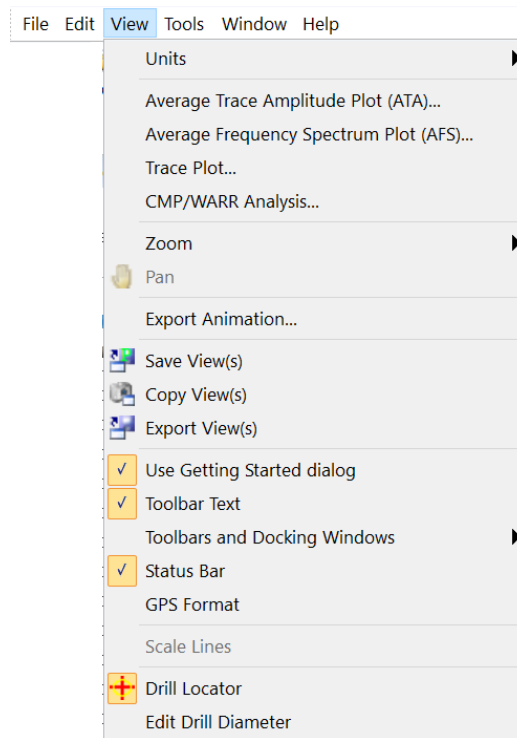 File Edit View Tools Window Help
Units
Average Trace Amplitude Plot (ATA)...
Average Frequency Spectrum Plot (AFS)...
Trace Plot...
CMP/WARR Analysis...
Zoom
Pan
Export Animation...
Save View(s)
Copy View(s)
Export View(s)
Use Getting Started dialog
Toolbar Text
Toolbars and Docking Windows
Status Bar
GPS Format
Scale Lines
Drill Locator
Edit Drill Diameter